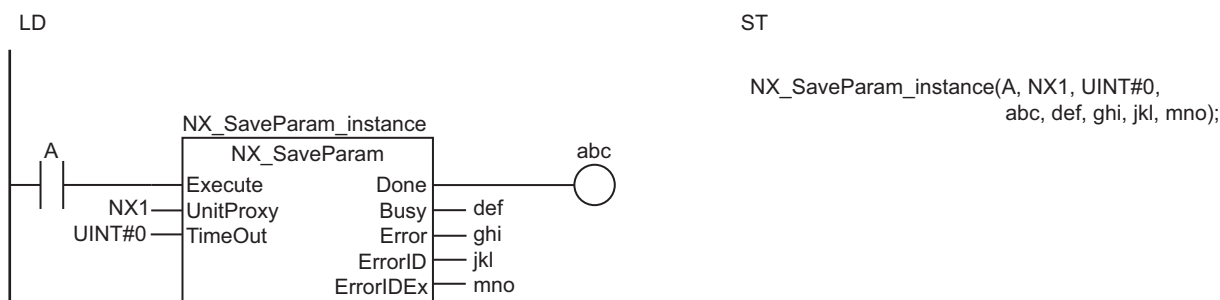 LD
ST
NX_SaveParam_instance(A, NX1, UINT#0,
abc, def, ghi, jkl, mno);
NX_SaveParam_instance
A
NX_SaveParam
abc
Execute
Done
NX1
UnitProxy
Busy
def
UINT#0
TimeOut
Error
ghi
ErrorID
jkl
ErrorIDEx
mno